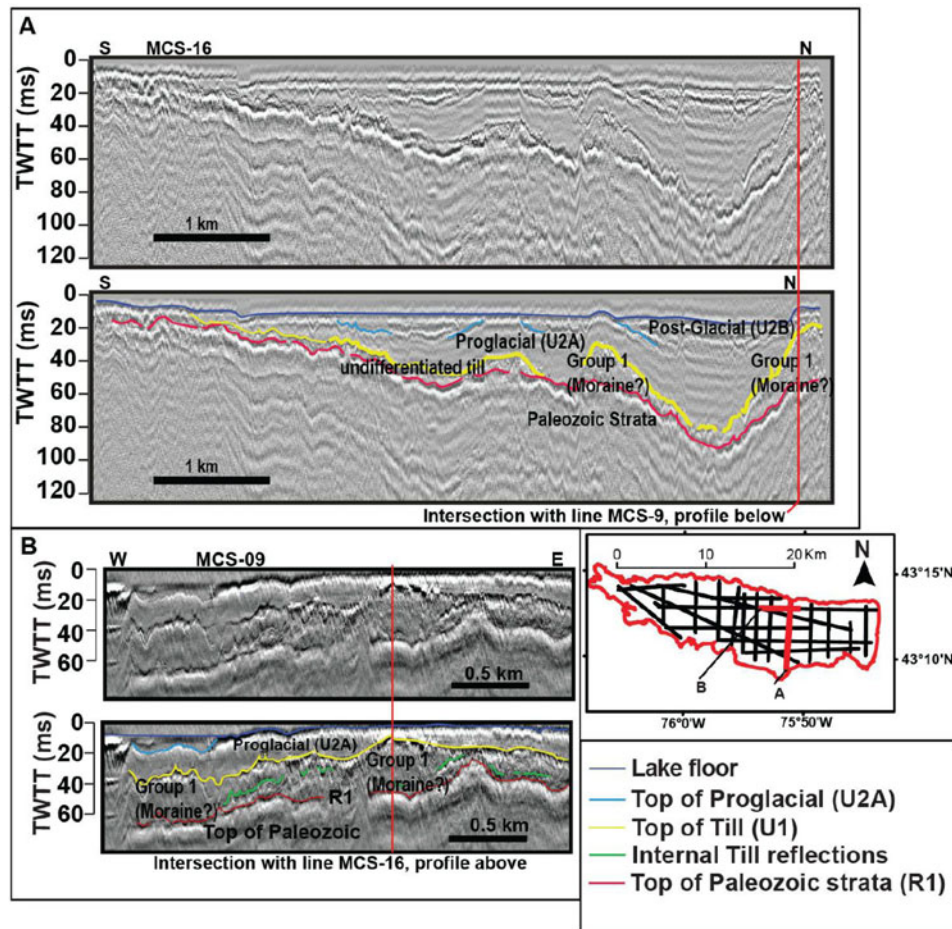 A
S MCS-16 N
TWTT (ms)
0
20
40
60
80
100
120
1 km
S N
TWTT (ms)
0
20
40
60
80
100
120
Post-Glacial (U2B)
Proglacial (U2A)
undifferentiated till
Group 1
(Moraine?)
Group 1
(Moraine?)
Paleozoic Strata
1 km
Intersection with line MCS-9, profile below
B
W MCS-09 E
TWTT (ms)
0
20
40
60
0.5 km
TWTT (ms)
0
20
40
60
Proglacial (U2A)
Group 1
(Moraine?)
Group 1
(Moraine?)
R1
Top of Paleozoic
0.5 km
Intersection with line MCS-16, profile above
0 10 20 Km
N
43°15'N
43°10'N
B A
76°0'W 75°50'W
Lake floor
Top of Proglacial (U2A)
Top of Till (U1)
Internal Till reflections
Top of Paleozoic strata (R1)